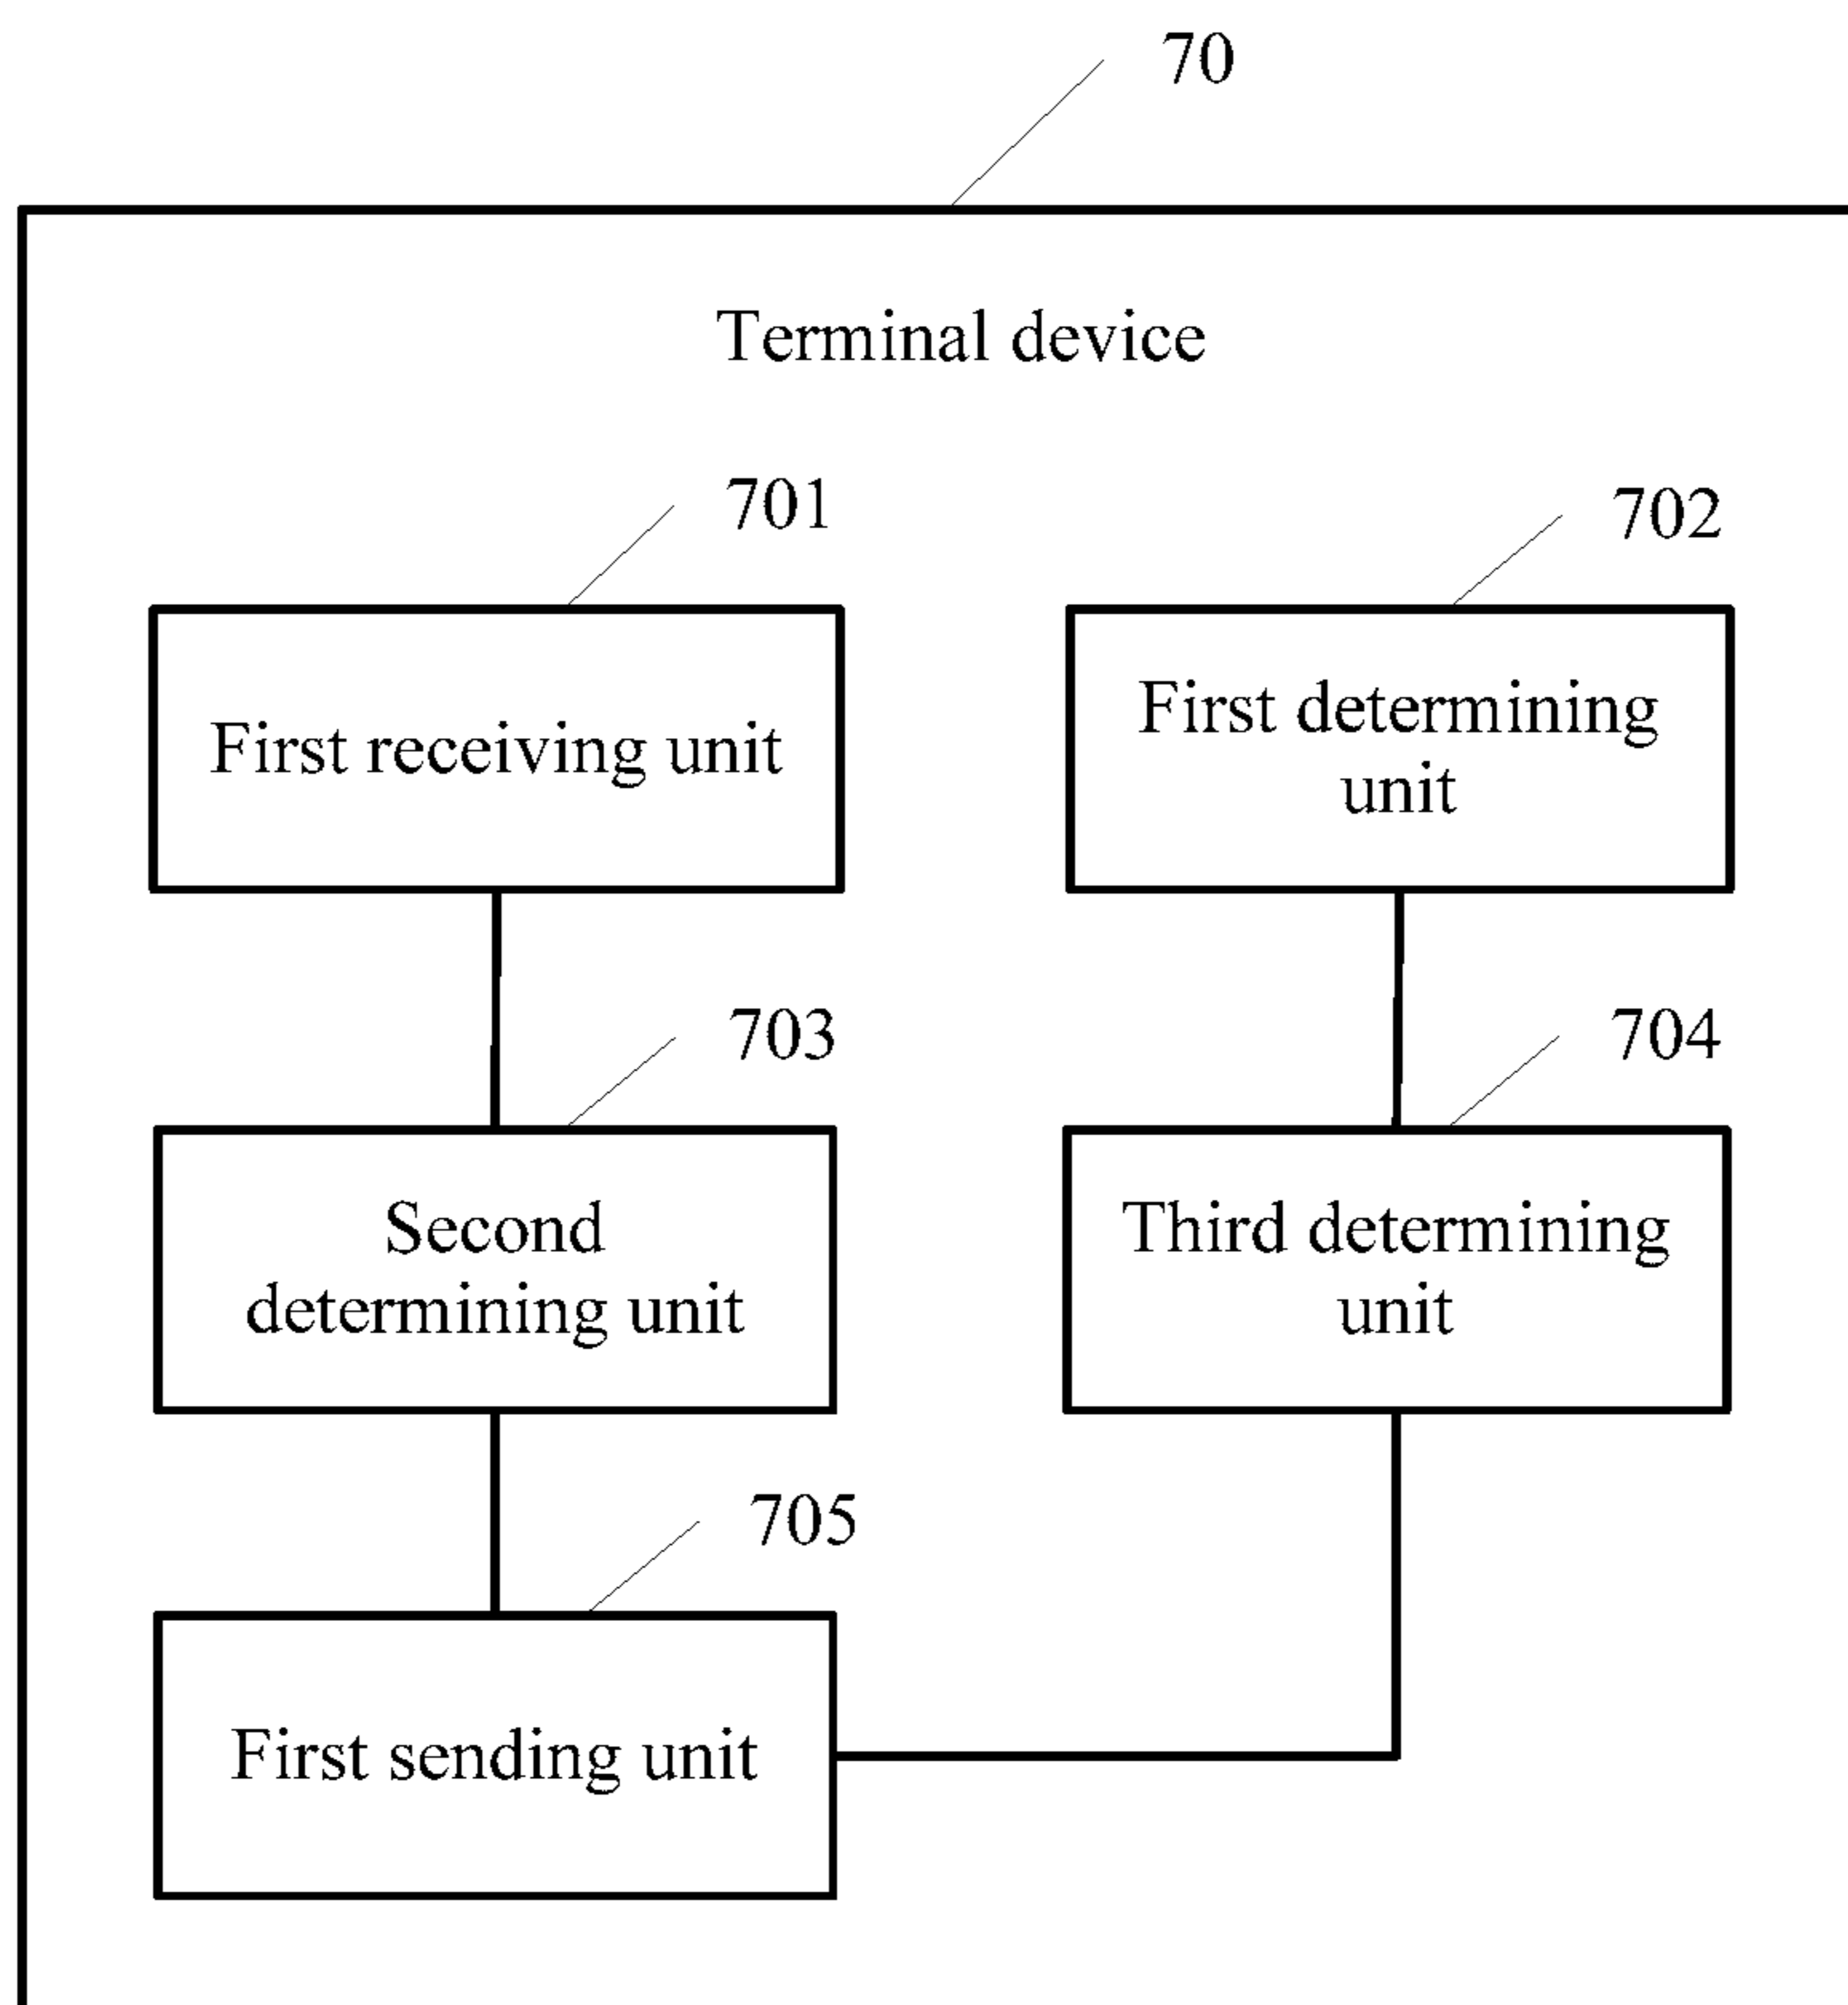 70
Terminal device
701
702
First receiving unit
First determining
unit
703
704
Second
determining unit
Third determining
unit
705
First sending unit